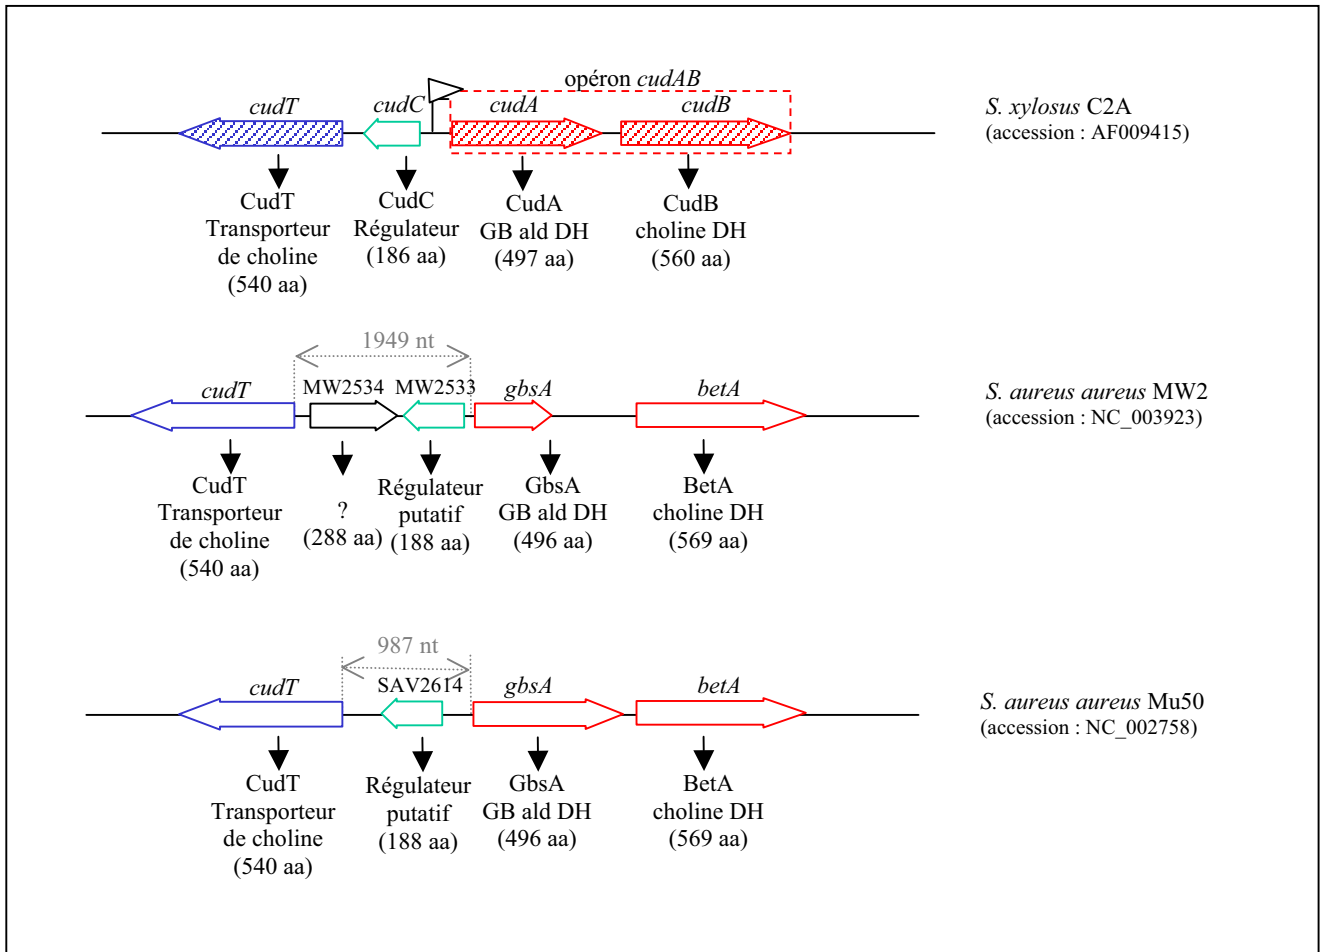 opéron cudAB
cudT
cudC
cudA
cudB
S. xylosus C2A
(accession : AF009415)
CudT
Transporteur
de choline
(540 aa)
CudC
Régulateur
(186 aa)
CudA
GB ald DH
(497 aa)
CudB
choline DH
(560 aa)
1949 nt
cudT
MW2534
MW2533
gbsA
betA
S. aureus aureus MW2
(accession : NC_003923)
CudT
Transporteur
de choline
(540 aa)
?
(288 aa)
Régulateur
putatif
(188 aa)
GbsA
GB ald DH
(496 aa)
BetA
choline DH
(569 aa)
987 nt
cudT
SAV2614
gbsA
betA
S. aureus aureus Mu50
(accession : NC_002758)
CudT
Transporteur
de choline
(540 aa)
Régulateur
putatif
(188 aa)
GbsA
GB ald DH
(496 aa)
BetA
choline DH
(569 aa)